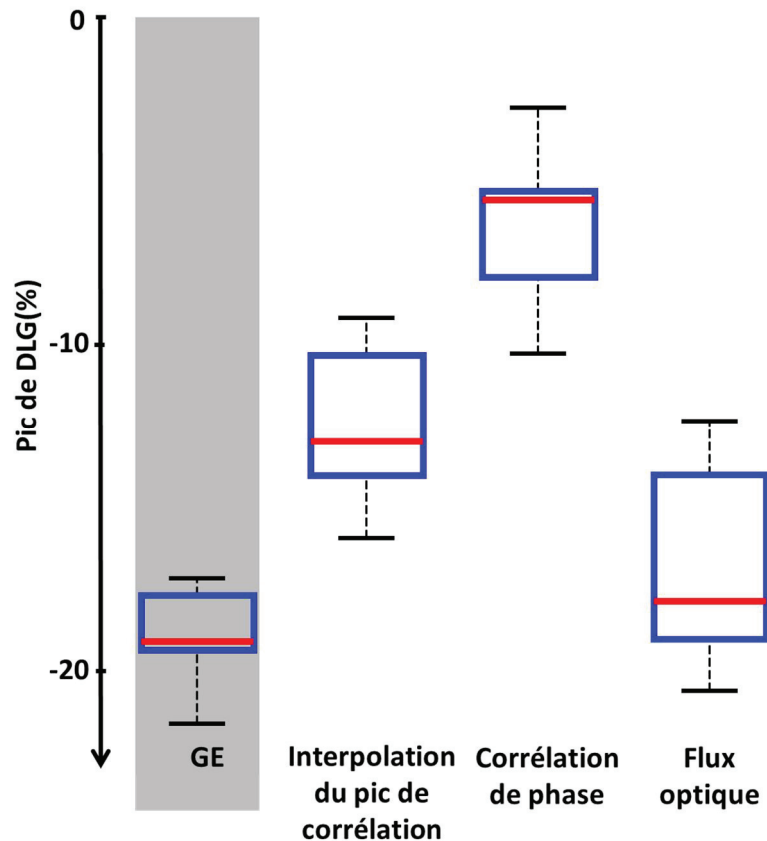 0
-10
-20
Pic de DLG(%)
GE
Interpolation
du pic de
corrélation
Corrélation
de phase
Flux
optique